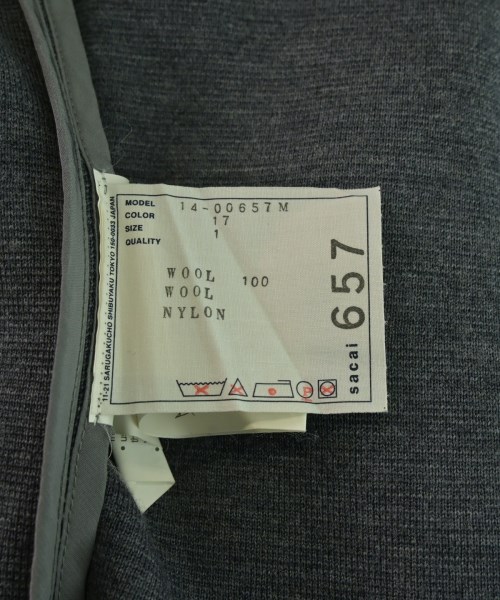 MODEL 14-00657M
COLOR 17
SIZE 1
QUALITY
WOOL 100
WOOL
NYLON
P
sacai 657
11-21 SARUGAKUCHO SHIBUYAKU TOKYO 150-0033 JAPAN